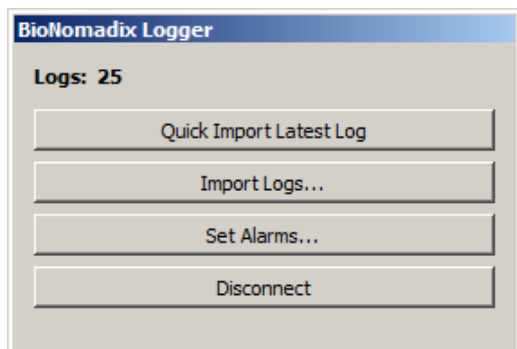 BioNomadix Logger
Logs: 25
Quick Import Latest Log
Import Logs...
Set Alarms...
Disconnect